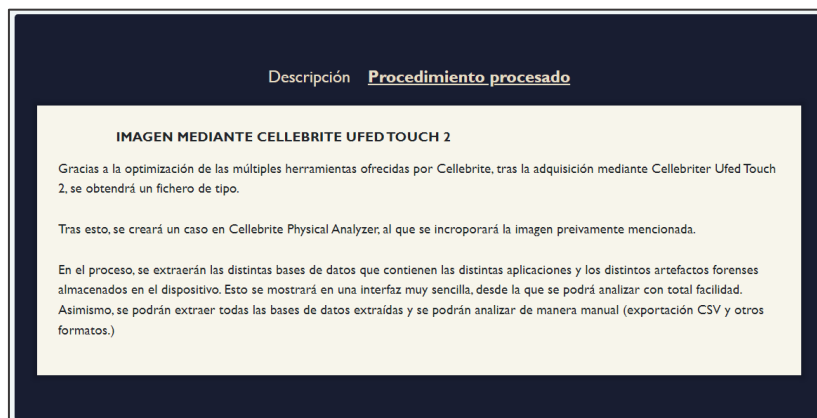 Descripción Procedimiento procesado
IMAGEN MEDIANTE CELLEBRITE UFED TOUCH 2
Gracias a la optimización de las múltiples herramientas ofrecidas por Cellebrite, tras la adquisición mediante Cellebriter Ufed Touch
2, se obtendrá un fichero de tipo.
Tras esto, se creará un caso en Cellebrite Physical Analyzer, al que se incroporará la imagen preivamente mencionada.
En el proceso, se extraerán las distintas bases de datos que contienen las distintas aplicaciones y los distintos artefactos forenses
almacenados en el dispositivo. Esto se mostrará en una interfaz muy sencilla, desde la que se podrá analizar con total facilidad.
Asimismo, se podrán extraer todas las bases de datos extraídas y se podrán analizar de manera manual (exportación CSV y otros
formatos.)